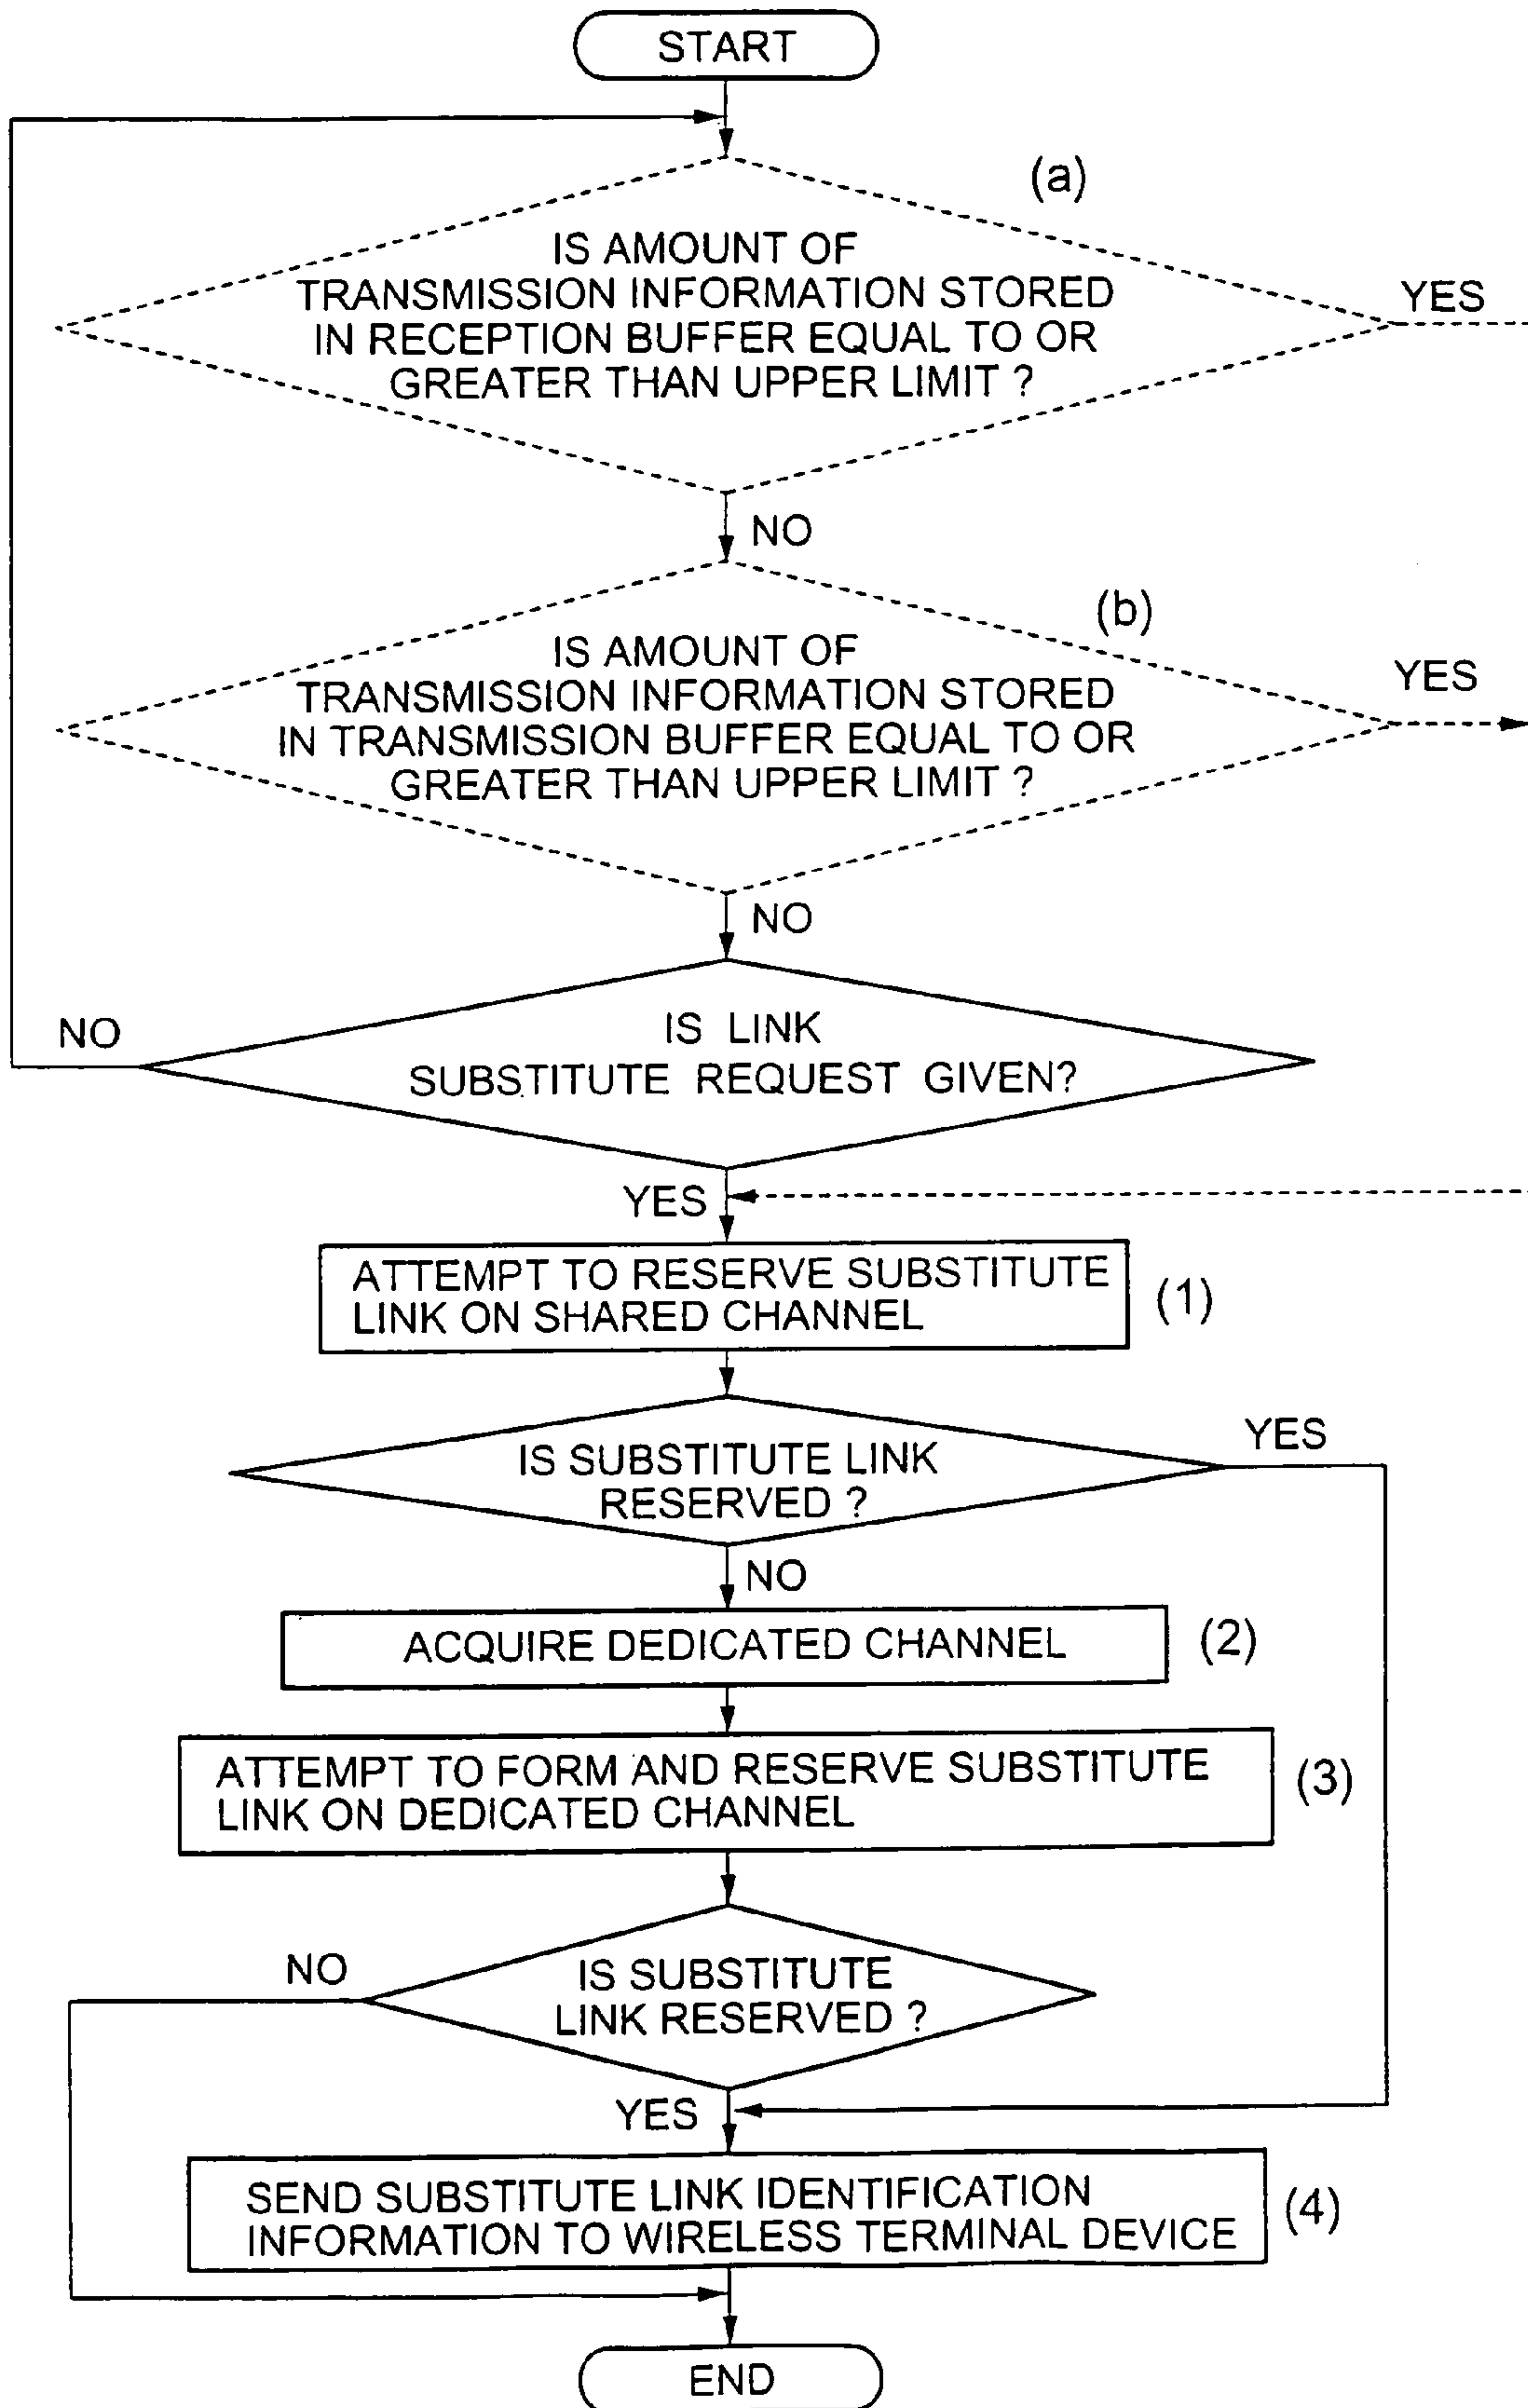 START
(a)
IS AMOUNT OF
TRANSMISSION INFORMATION STORED
IN RECEPTION BUFFER EQUAL TO OR
GREATER THAN UPPER LIMIT ?
YES
NO
(b)
IS AMOUNT OF
TRANSMISSION INFORMATION STORED
IN TRANSMISSION BUFFER EQUAL TO OR
GREATER THAN UPPER LIMIT ?
YES
NO
NO
IS LINK
SUBSTITUTE REQUEST GIVEN?
YES
ATTEMPT TO RESERVE SUBSTITUTE
LINK ON SHARED CHANNEL
(1)
YES
IS SUBSTITUTE LINK
RESERVED ?
NO
ACQUIRE DEDICATED CHANNEL
(2)
ATTEMPT TO FORM AND RESERVE SUBSTITUTE
LINK ON DEDICATED CHANNEL
(3)
NO
IS SUBSTITUTE
LINK RESERVED ?
YES
SEND SUBSTITUTE LINK IDENTIFICATION
INFORMATION TO WIRELESS TERMINAL DEVICE
(4)
END